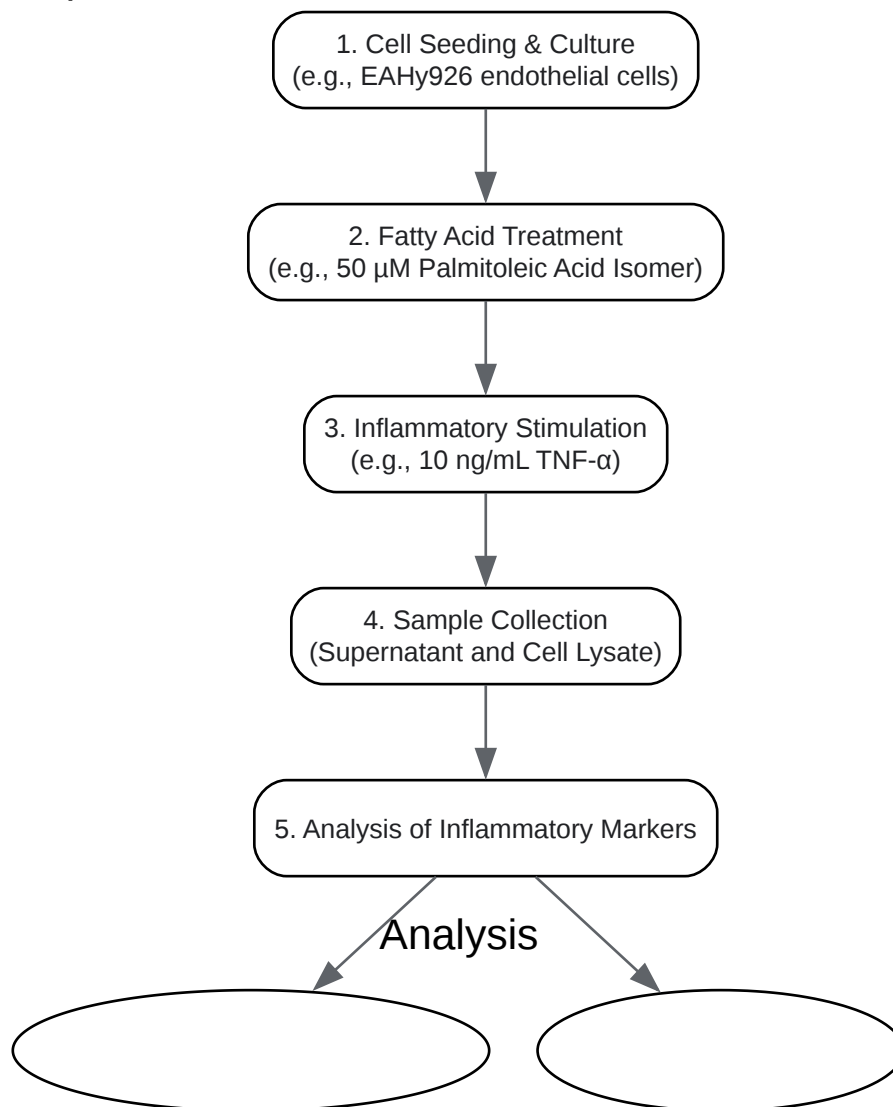 1. Cell Seeding & Culture
(e.g., EAHy926 endothelial cells)
2. Fatty Acid Treatment
(e.g., 50 µM Palmitoleic Acid Isomer)
3. Inflammatory Stimulation
(e.g., 10 ng/mL TNF-α)
4. Sample Collection
(Supernatant and Cell Lysate)
5. Analysis of Inflammatory Markers
Analysis